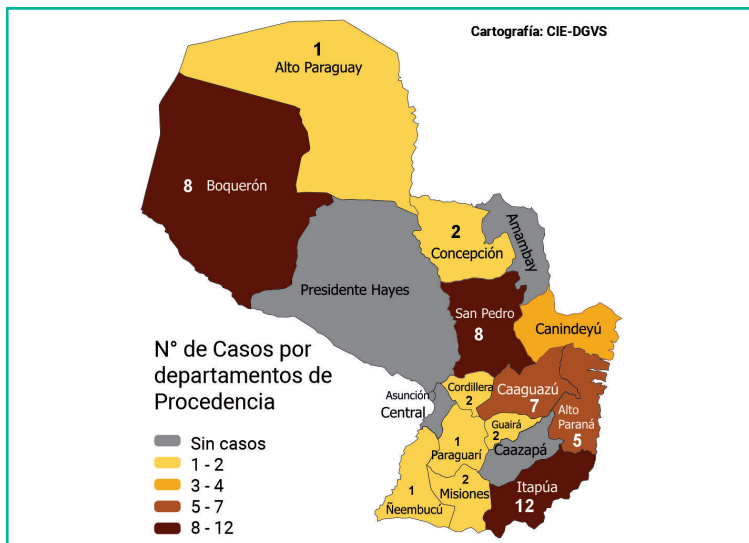 Cartografía: CIE-DGVS
1
Alto Paraguay
8 Boquerón
2
Concepción
Amambay
Presidente Hayes
San Pedro
8
Canindeyú
N° de Casos por
departamentos de
Procedencia
Asunción
Central
Cordillera
2
Caaguazú
7
Alto
Paraná
5
Guairá
2
Caazapá
1
Paraguarí
2
Misiones
1
Ñeembucú
Itapúa
12
Sin casos
1 - 2
3 - 4
5 - 7
8 - 12